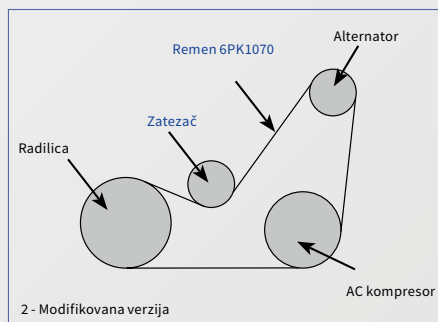 Alternator
Remen 6PK1070
Zatezač
Radilica
AC kompresor
2 - Modifikovana verzija